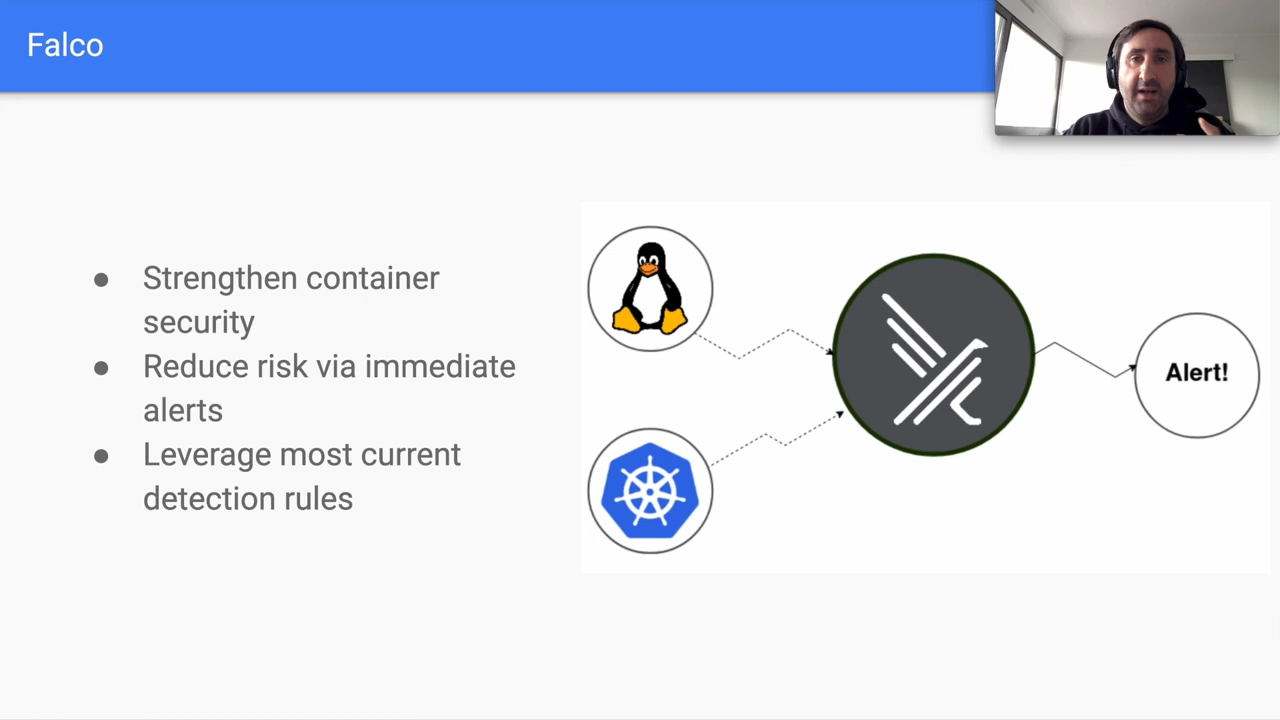 Falco
● Strengthen container
security
● Reduce risk via immediate
alerts
● Leverage most current
detection rules
Alert!